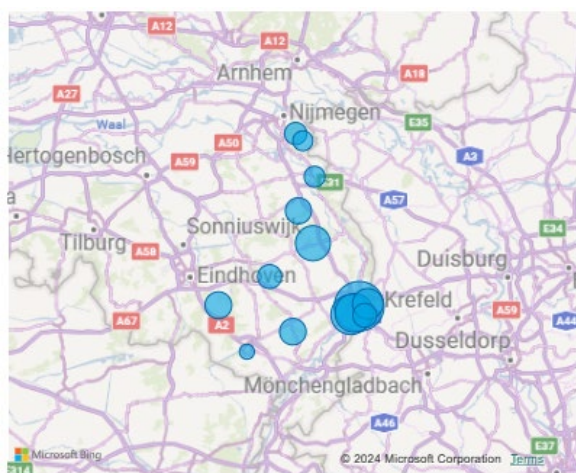 A12
A12
Arnhem
A18
A27
Waal
Nijmegen
E35
A50
Hertogenbosch
A59
A3
E31
A57
Sonniuswijk
E34
Tilburg
A58
Duisburg
Eindhoven
Krefeld
A59
A67
A2
A44
Dusseldorp
Mönchengladbach
A46
E37
Microsoft Bing
© 2024 Microsoft Corporation Terms